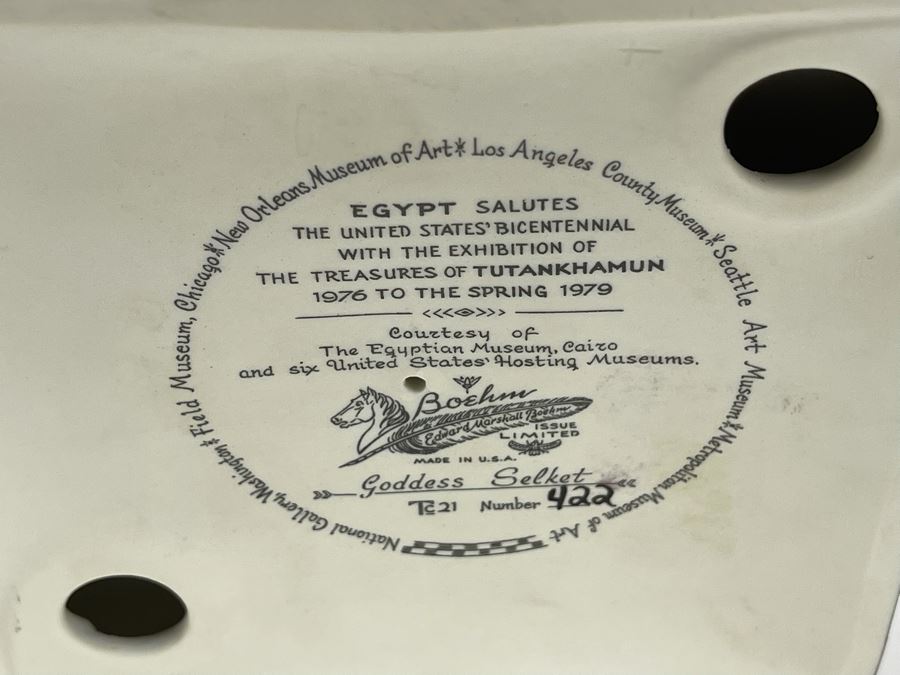 National Gallery, Washington * Field Museum, Chicago * New Orleans Museum of Art * Los Angeles County Museum * Seattle Art Museum * Metropolitan Museum of Art
EGYPT SALUTES
THE UNITED STATES' BICENTENNIAL
WITH THE EXHIBITION OF
THE TREASURES OF TUTANKHAMUN
1976 TO THE SPRING 1979
Courtesy of
The Egyptian Museum, Cairo
and six United States' Hosting Museums.
Boehm
Edward Marshall Boehm
ISSUE
LIMITED
MADE IN U.S.A.
Goddess Selket
Tc 21 Number 422